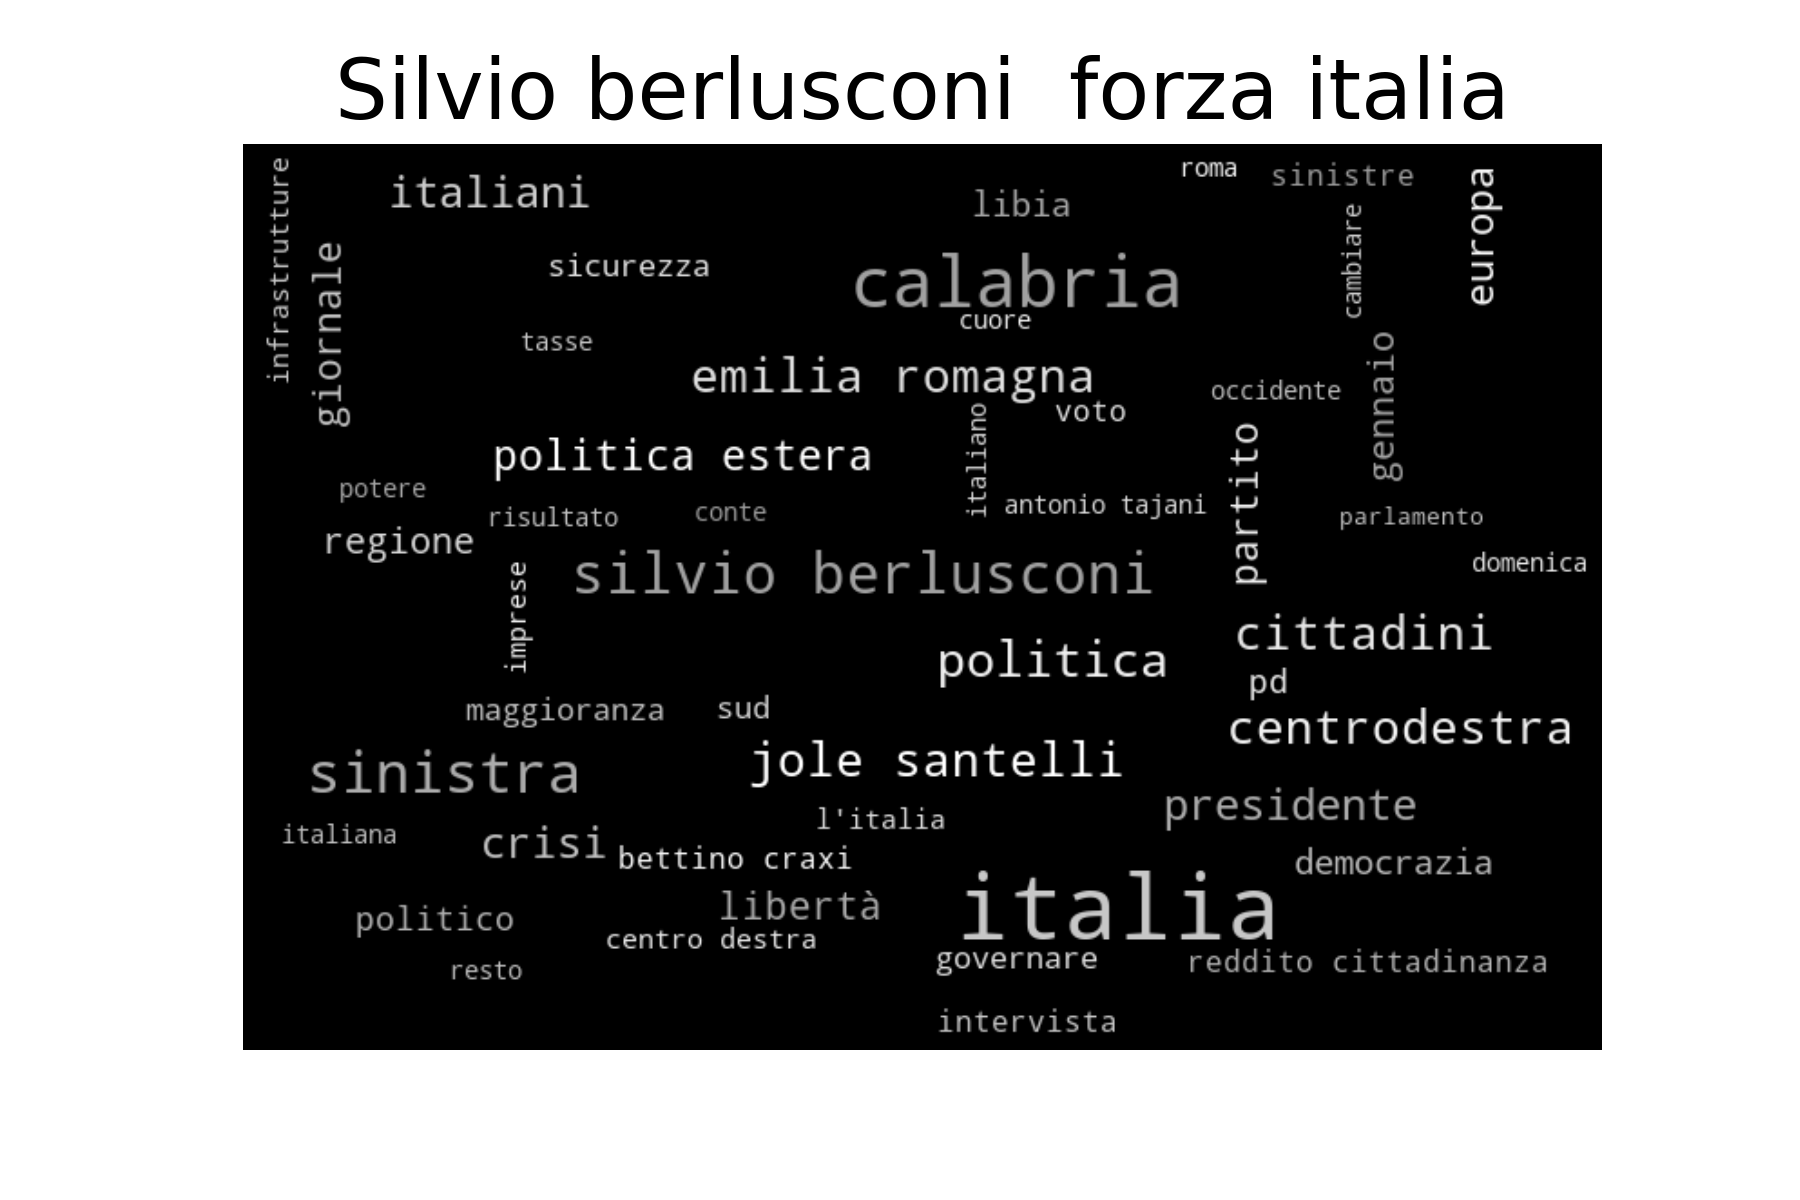 Silvio berlusconi  forza italia
infrastrutture
italiani
roma
sinistre
europa
libia
cambiare
giornale
sicurezza
calabria
cuore
tasse
gennaio
emilia romagna
occidente
italiano
voto
partito
politica estera
potere
risultato
conte
antonio tajani
parlamento
regione
domenica
imprese
silvio berlusconi
cittadini
politica
pd
maggioranza
sud
centrodestra
sinistra
jole santelli
presidente
l'italia
italiana
crisi
bettino craxi
democrazia
libertà
italia
politico
centro destra
governare
reddito cittadinanza
resto
intervista